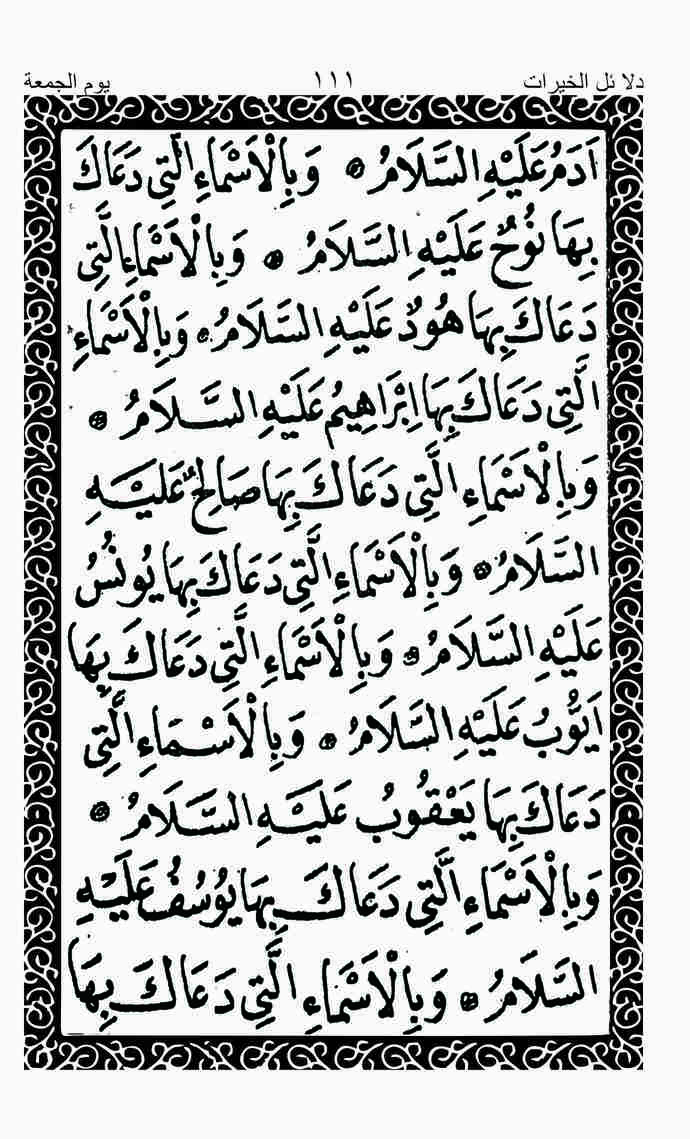 دلا ئل الخيرات ١١١ يوم الجمعة
اٰدَمُ عَلَيْهِ السَّلَامُ ۞ وَبِالْاَسْمَاءِ الَّتِى دَعَاكَ
بِهَا نُوْحٌ عَلَيْهِ السَّلَامُ ۞ وَبِالْاَسْمَاءِ الَّتِى
دَعَاكَ بِهَا هُودٌ عَلَيْهِ السَّلَامُ ۞ وَبِالْاَسْمَاءِ
الَّتِى دَعَاكَ بِهَا اِبْرَاهِيمُ عَلَيْهِ السَّلَامُ ۞
وَبِالْاَسْمَاءِ الَّتِى دَعَاكَ بِهَا صَالِحٌ عَلَيْهِ
السَّلَامُ ۞ وَبِالْاَسْمَاءِ الَّتِى دَعَاكَ بِهَا يُونُسُ
عَلَيْهِ السَّلَامُ ۞ وَبِالْاَسْمَاءِ الَّتِى دَعَاكَ بِهَا
اَيُّوْبُ عَلَيْهِ السَّلَامُ ۞ وَبِالْاَسْمَاءِ الَّتِى
دَعَاكَ بِهَا يَعْقُوبُ عَلَيْهِ السَّلَامُ ۞
وَبِالْاَسْمَاءِ الَّتِى دَعَاكَ بِهَا يُوسُفُ عَلَيْهِ
السَّلَامُ ۞ وَبِالْاَسْمَاءِ الَّتِى دَعَاكَ بِهَا